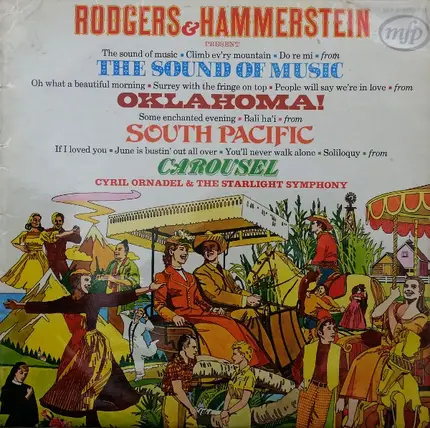 RODGERS & HAMMERSTEIN
mfp
PRESENT
The sound of music • Climb ev'ry mountain • Do re mi • from
THE SOUND OF MUSIC
Oh what a beautiful morning • Surrey with the fringe on top • People will say we're in love • from
OKLAHOMA!
Some enchanted evening • Bali ha'i • from
SOUTH PACIFIC
If I loved you • June is bustin' out all over • You'll never walk alone • Soliloquy • from
CAROUSEL
CYRIL ORNADEL & THE STARLIGHT SYMPHONY